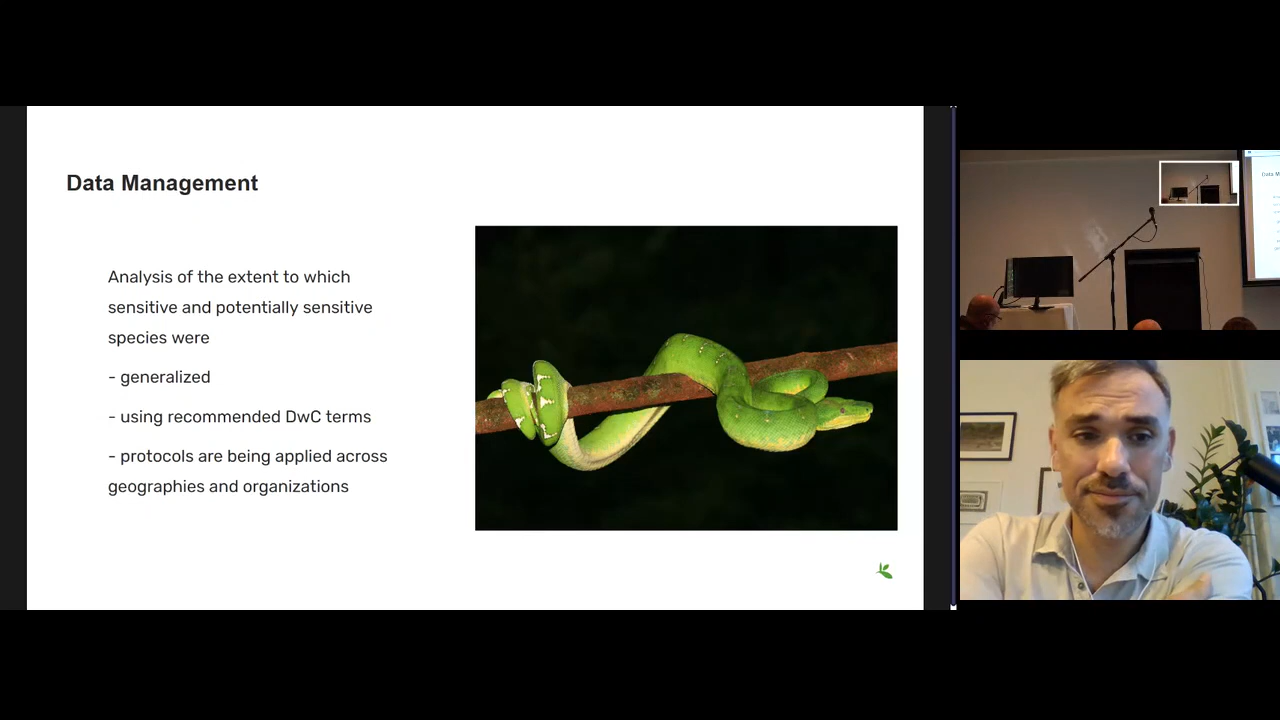 Data Management
Analysis of the extent to which
sensitive and potentially sensitive
species were
- generalized
- using recommended DwC terms
- protocols are being applied across
geographies and organizations
Data M